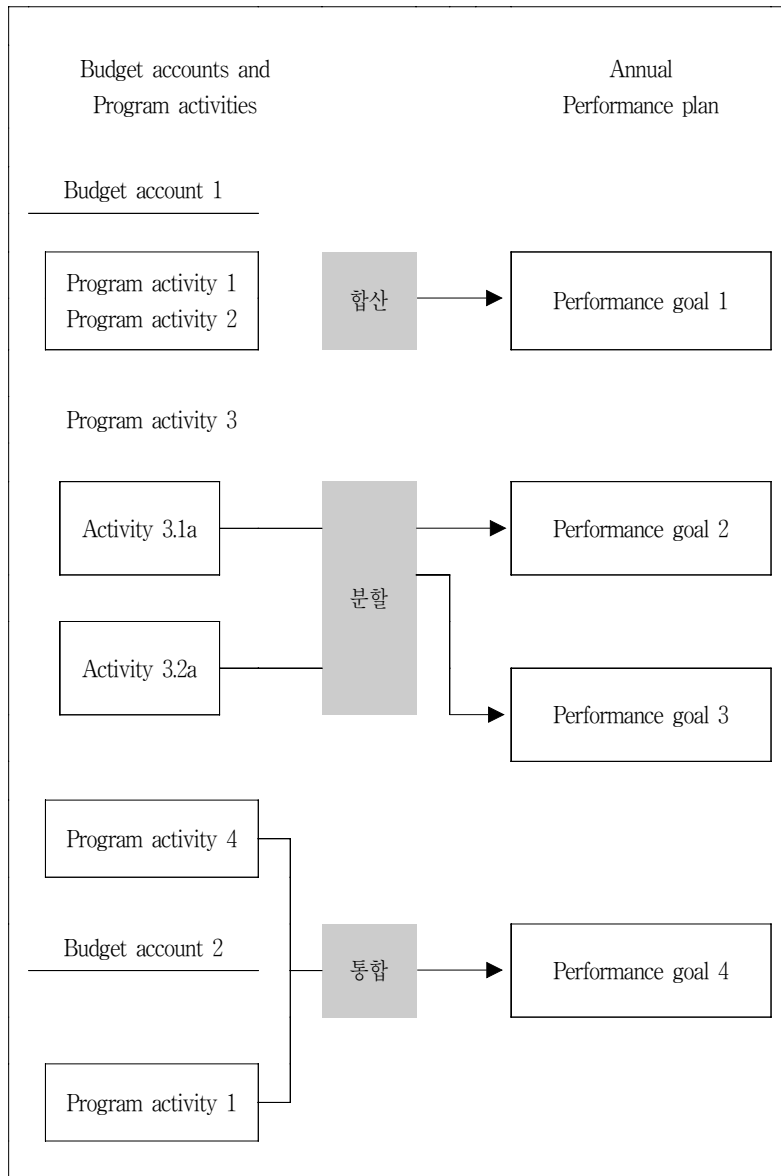 Budget accounts and
Program activities
Annual
Performance plan
Budget account 1
Program activity 1
Program activity 2
합산
Performance goal 1
Program activity 3
Activity 3.1a
분할
Performance goal 2
Activity 3.2a
Performance goal 3
Program activity 4
Budget account 2
통합
Performance goal 4
Program activity 1